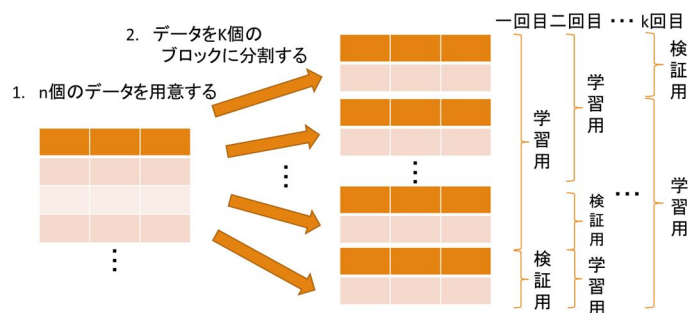 2. データをK個の
ブロックに分割する
1. n個のデータを用意する
一回目二回目 ••• k回目
学習用
検証用
学習用
検証用
学習用
•••
検証用
学習用